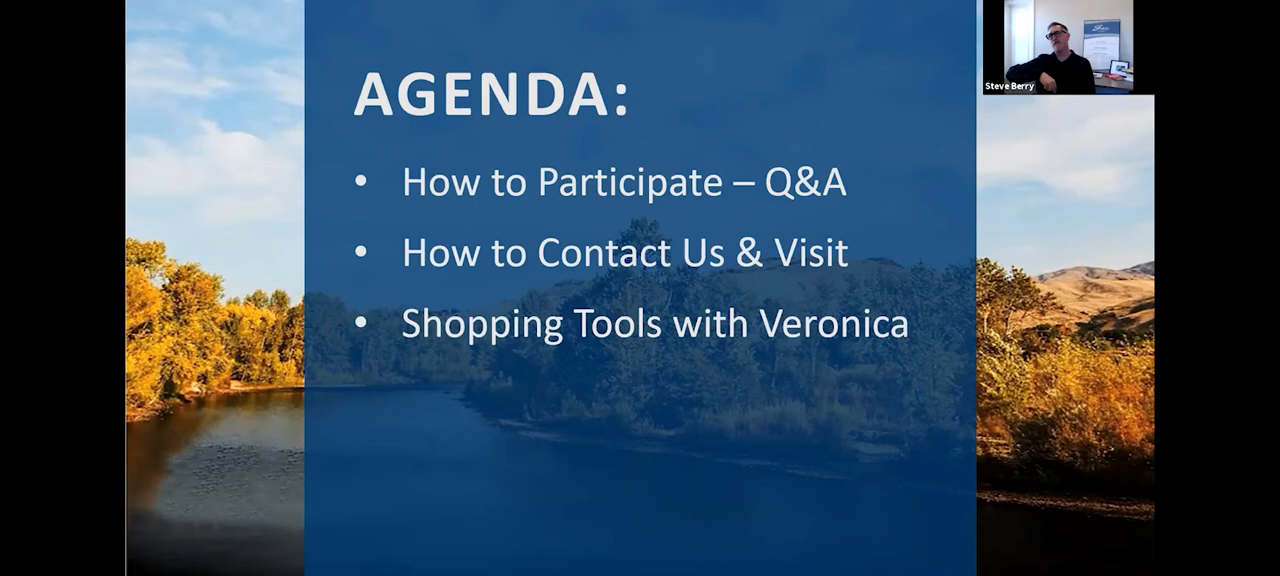 AGENDA:
• How to Participate – Q&A
• How to Contact Us & Visit
• Shopping Tools with Veronica
Steve Berry